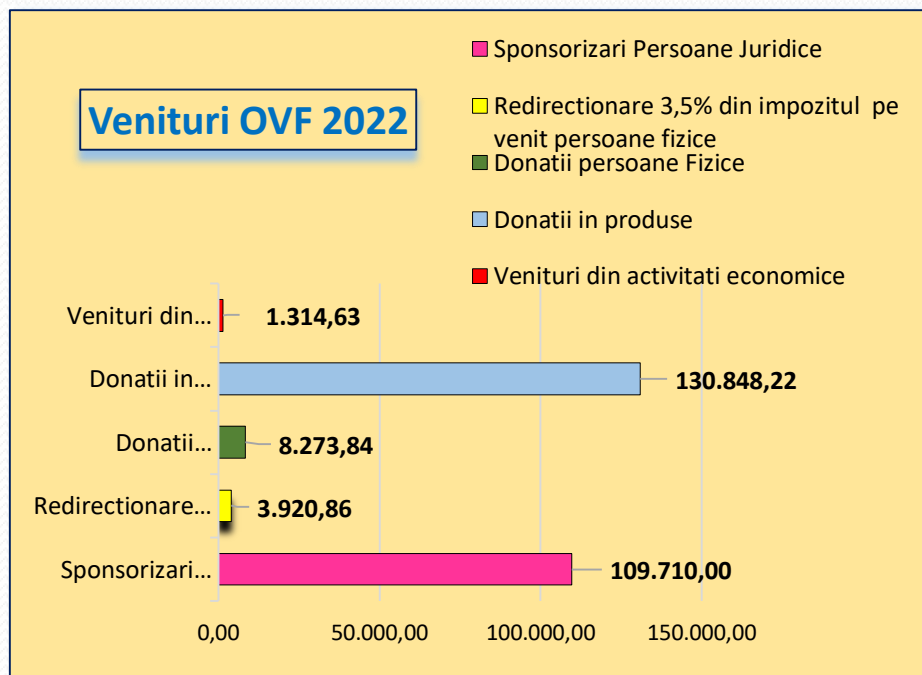 Venituri OVF 2022
Sponsorizari Persoane Juridice
Redirectionare 3,5% din impozitul pe
venit persoane fizice
Donatii persoane Fizice
Donatii in produse
Venituri din activitati economice
Venituri din...
1.314,63
Donatii in...
130.848,22
Donatii...
8.273,84
Redirectionare...
3.920,86
Sponsorizari...
109.710,00
0,00
50.000,00
100.000,00
150.000,00